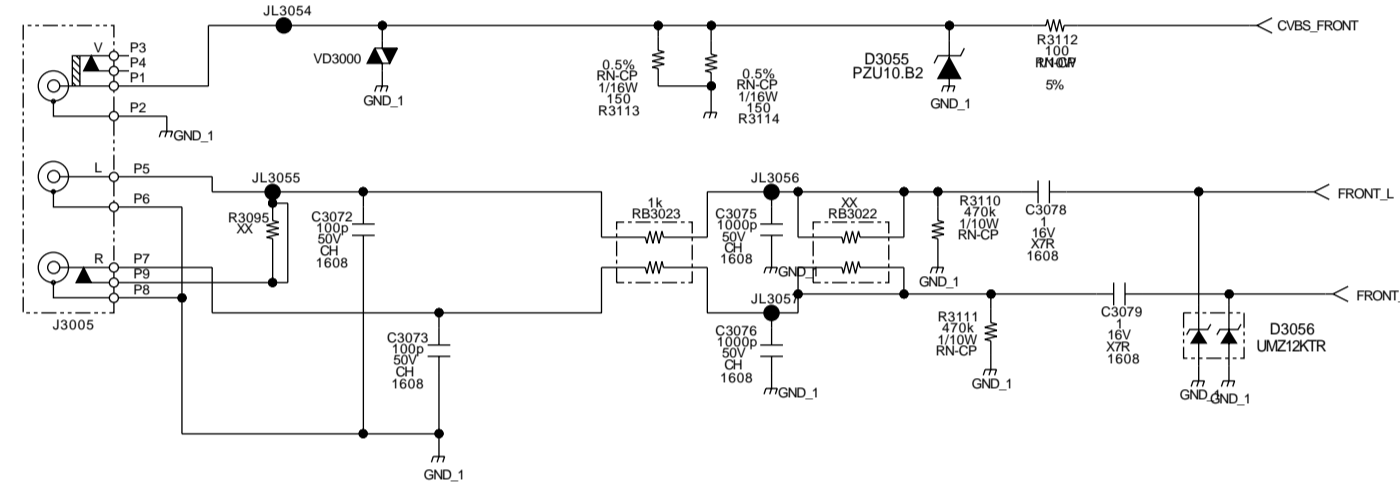 JL3054
CVBS_FRONT
V
P3
P4
P1
P2
GND_1
VD3000
GND_1
0.5%
RN-CP
1/16W
150
R3113
0.5%
RN-CP
1/16W
150
R3114
D3055
PZU10.B2
GND_1
R3112
100
5%
L
P5
P6
JL3055
R3095
XX
C3072
100p
50V
CH
1608
1k
RB3023
JL3056
C3075
1000p
50V
CH
1608
GND_1
XX
RB3022
R3110
470k
1/10W
RN-CP
GND_1
C3078
1
16V
X7R
1608
FRONT_L
R
P7
P9
P8
J3005
C3073
100p
50V
CH
1608
GND_1
JL3057
C3076
1000p
50V
CH
1608
GND_1
R3111
470k
1/10W
RN-CP
GND_1
C3079
1
16V
X7R
1608
FRONT_
D3056
UMZ12KTR
GND_1
GND_1